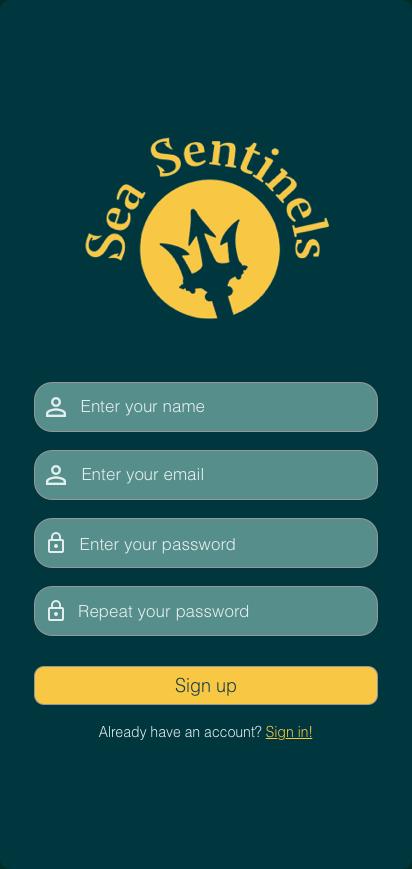 Sea Sentinels
Enter your name
Enter your email
Enter your password
Repeat your password
Sign up
Already have an account? Sign in!